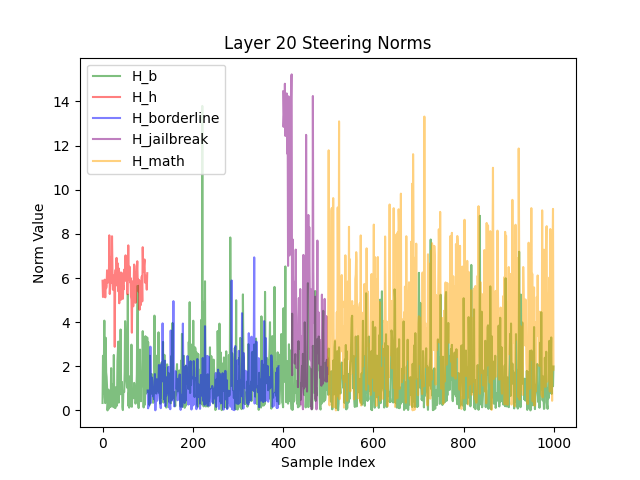 Layer 20 Steering Norms
H_b
H_h
H_borderline
H_jailbreak
H_math
Norm Value
14
12
10
8
6
4
2
0
0 200 400 600 800 1000
Sample Index